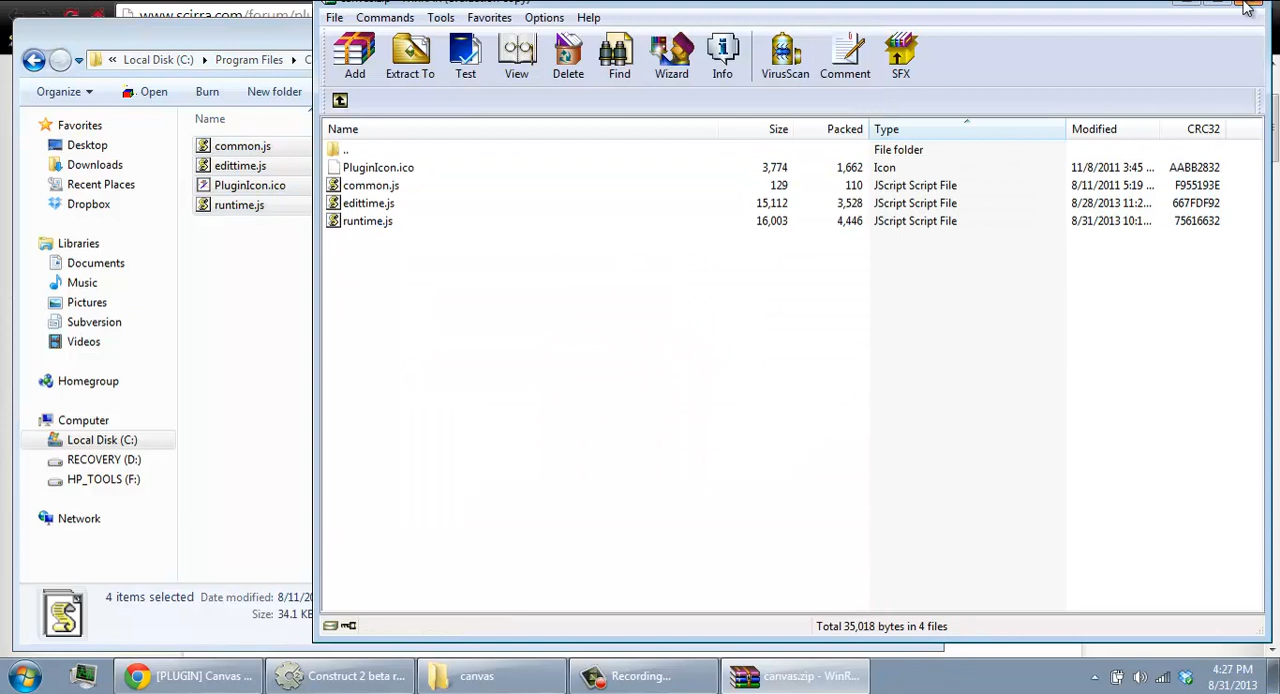 www.scirra.com/forum/plu
File Commands Tools Favorites Options Help
Add Extract To Test View Delete Find Wizard Info VirusScan Comment SFX
« Local Disk (C:) ▸ Program Files ▸ C
Organize ▾ Open Burn New folder
Name
Favorites
Desktop
Downloads
Recent Places
Dropbox
Libraries
Documents
Music
Pictures
Subversion
Videos
Homegroup
Computer
Local Disk (C:)
RECOVERY (D:)
HP_TOOLS (F:)
Network
common.js
edittime.js
PluginIcon.ico
runtime.js
4 items selected Date modified: 8/11/20
Size: 34.1 KB
Name Size Packed Type Modified CRC32
.. File folder
PluginIcon.ico 3,774 1,662 Icon 11/8/2011 3:45 ... AABB2832
common.js 129 110 JScript Script File 8/11/2011 5:19 ... F955193E
edittime.js 15,112 3,528 JScript Script File 8/28/2013 11:2... 667FDF92
runtime.js 16,003 4,446 JScript Script File 8/31/2013 10:1... 75616632
Total 35,018 bytes in 4 files
[PLUGIN] Canvas ... Construct 2 beta r... canvas Recording... canvas.zip - WinR...
4:27 PM
8/31/2013